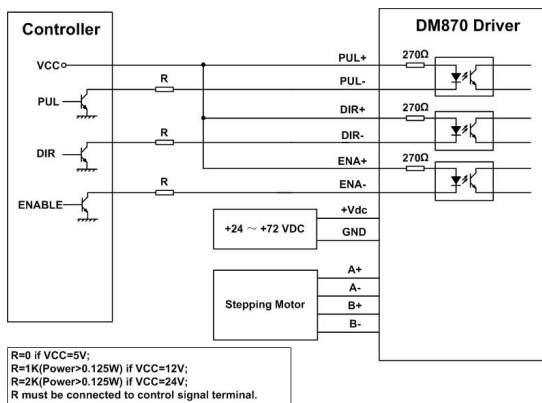 Controller
DM870 Driver
VCC
PUL+
270Ω
R
PUL-
PUL
DIR+
270Ω
R
DIR-
DIR
ENA+
270Ω
R
ENA-
ENABLE
+24 ～ +72 VDC
+Vdc
GND
Stepping Motor
A+
A-
B+
B-
R=0 if VCC=5V;
R=1K(Power>0.125W) if VCC=12V;
R=2K(Power>0.125W) if VCC=24V;
R must be connected to control signal terminal.